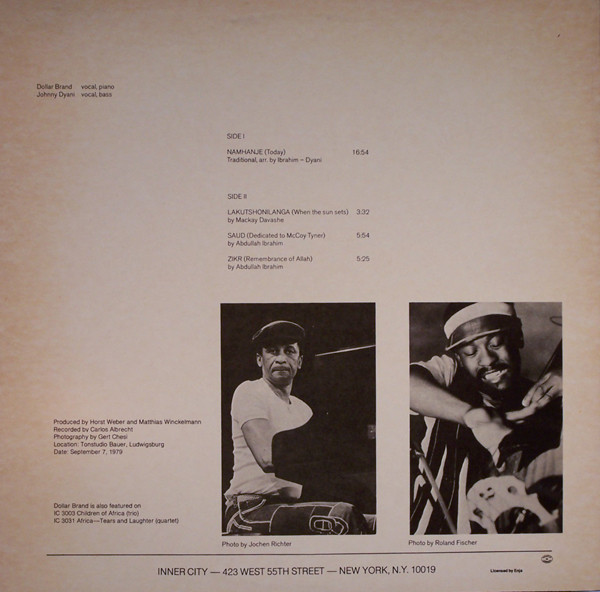 Dollar Brand vocal, piano
Johnny Dyani vocal, bass
SIDE I
NAMHANJE (Today) 16:54
Traditional, arr. by Ibrahim – Dyani
SIDE II
LAKUTSHONILANGA (When the sun sets) 3:32
by Mackay Davashe
SAUD (Dedicated to McCoy Tyner) 5:54
by Abdullah Ibrahim
ZIKR (Remembrance of Allah) 5:25
by Abdullah Ibrahim
Produced by Horst Weber and Matthias Winckelmann
Recorded by Carlos Albrecht
Photography by Gert Chesi
Location: Tonstudio Bauer, Ludwigsburg
Date: September 7, 1979
Dollar Brand is also featured on
IC 3003 Children of Africa (trio)
IC 3031 Africa—Tears and Laughter (quartet)
Photo by Jochen Richter
Photo by Roland Fischer
INNER CITY — 423 WEST 55TH STREET — NEW YORK, N.Y. 10019
Licensed by Enja